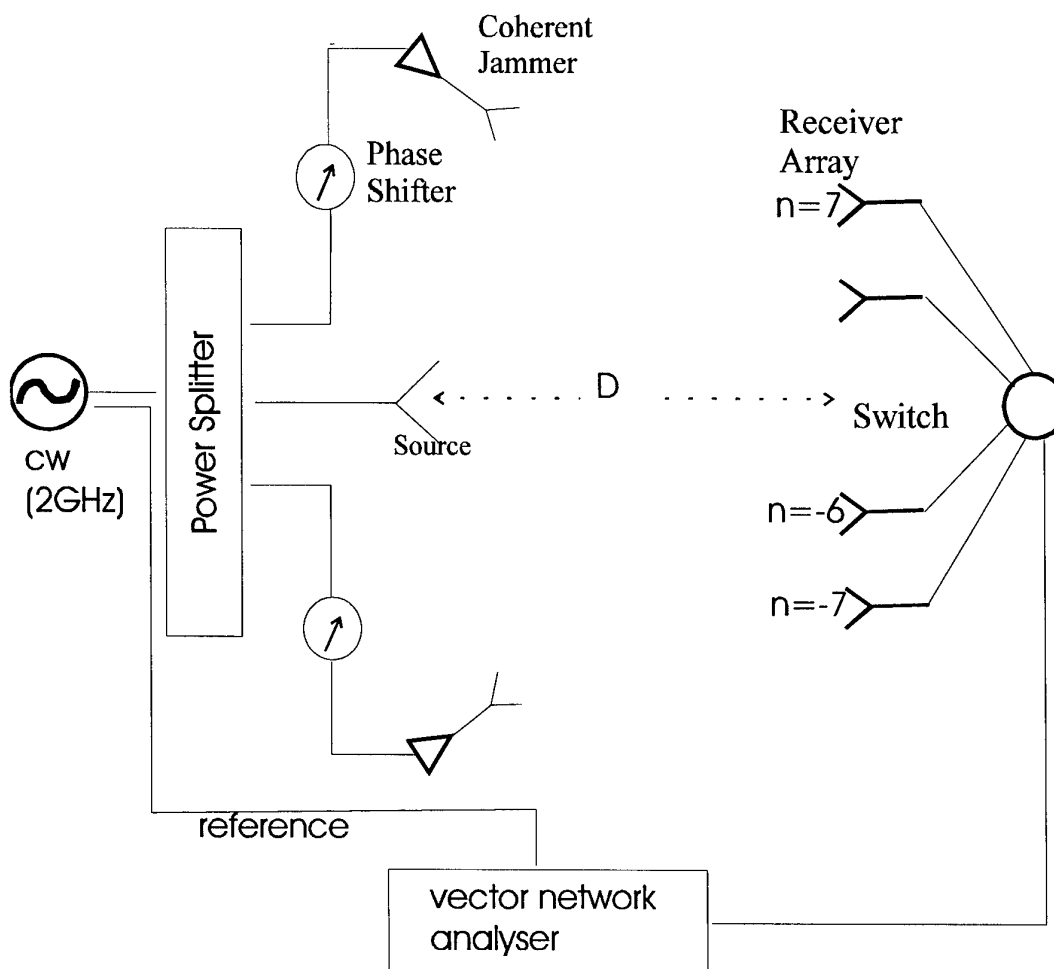 Coherent
Jammer
Phase
Shifter
Receiver
Array
n=7
Power Splitter
D
Switch
Source
CW
(2GHz)
n=-6
n=-7
reference
vector network
analyser